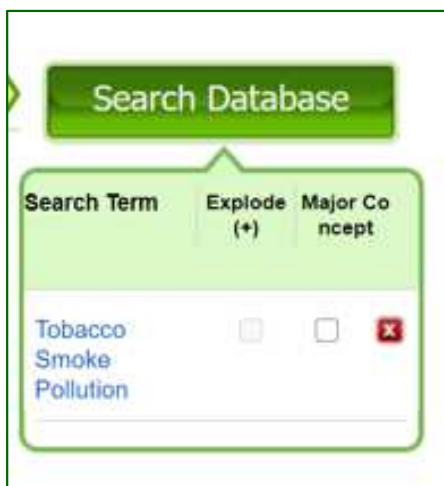 Search Database
Search Term Explode Major Co
(+) ncept
Tobacco
Smoke
Pollution